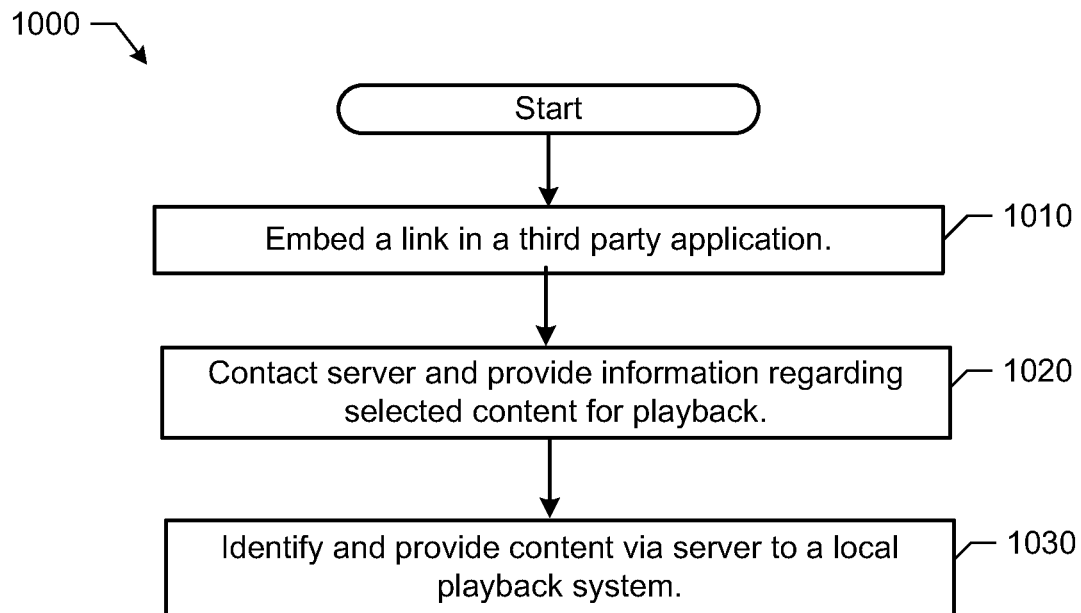 1000
Start
Embed a link in a third party application.
1010
Contact server and provide information regarding
selected content for playback.
1020
Identify and provide content via server to a local
playback system.
1030